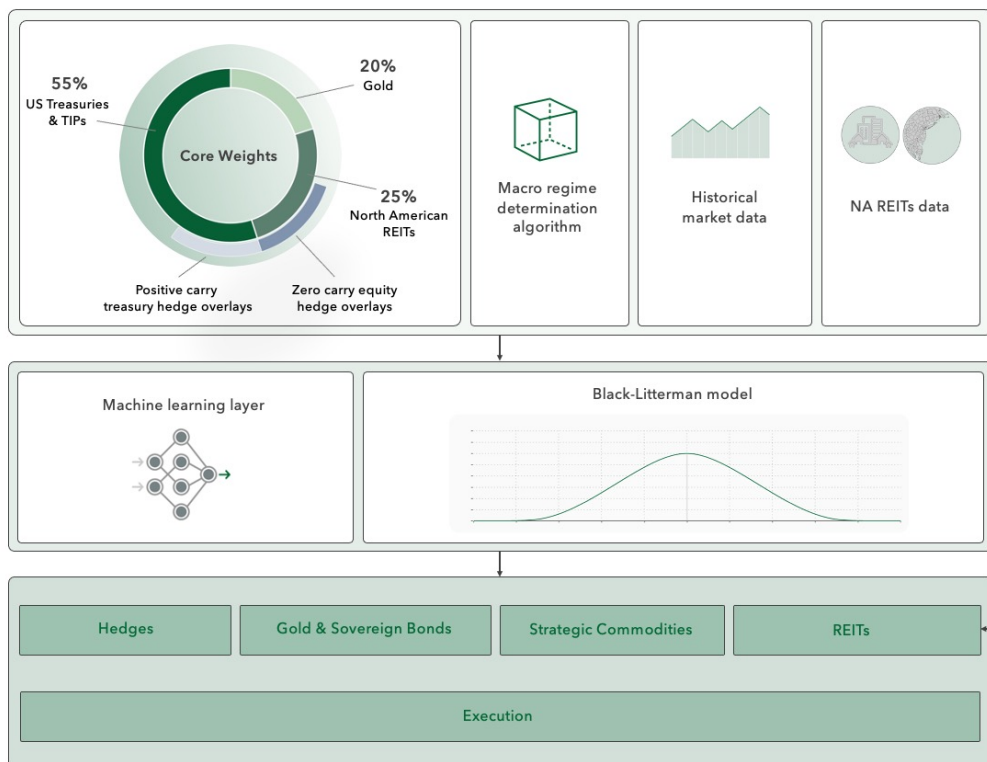 55%
US Treasuries
& TIPs
20%
Gold
Core Weights
25%
North American
REITs
Positive carry
treasury hedge overlays
Zero carry equity
hedge overlays
Macro regime
determination
algorithm
Historical
market data
NA REITs data
Machine learning layer
Black-Litterman model
Hedges
Gold & Sovereign Bonds
Strategic Commodities
REITs
Execution